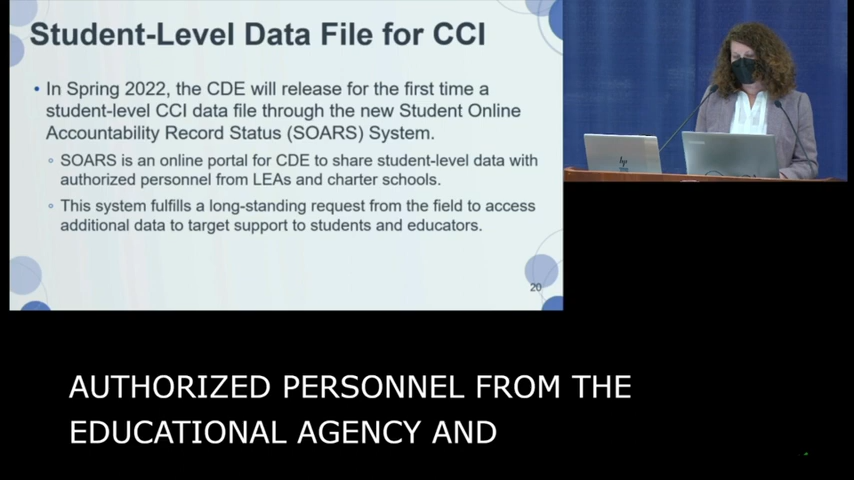 Student-Level Data File for CCI
• In Spring 2022, the CDE will release for the first time a
student-level CCI data file through the new Student Online
Accountability Record Status (SOARS) System.
◦ SOARS is an online portal for CDE to share student-level data with
authorized personnel from LEAs and charter schools.
◦ This system fulfills a long-standing request from the field to access
additional data to target support to students and educators.
20
hp
AUTHORIZED PERSONNEL FROM THE
EDUCATIONAL AGENCY AND